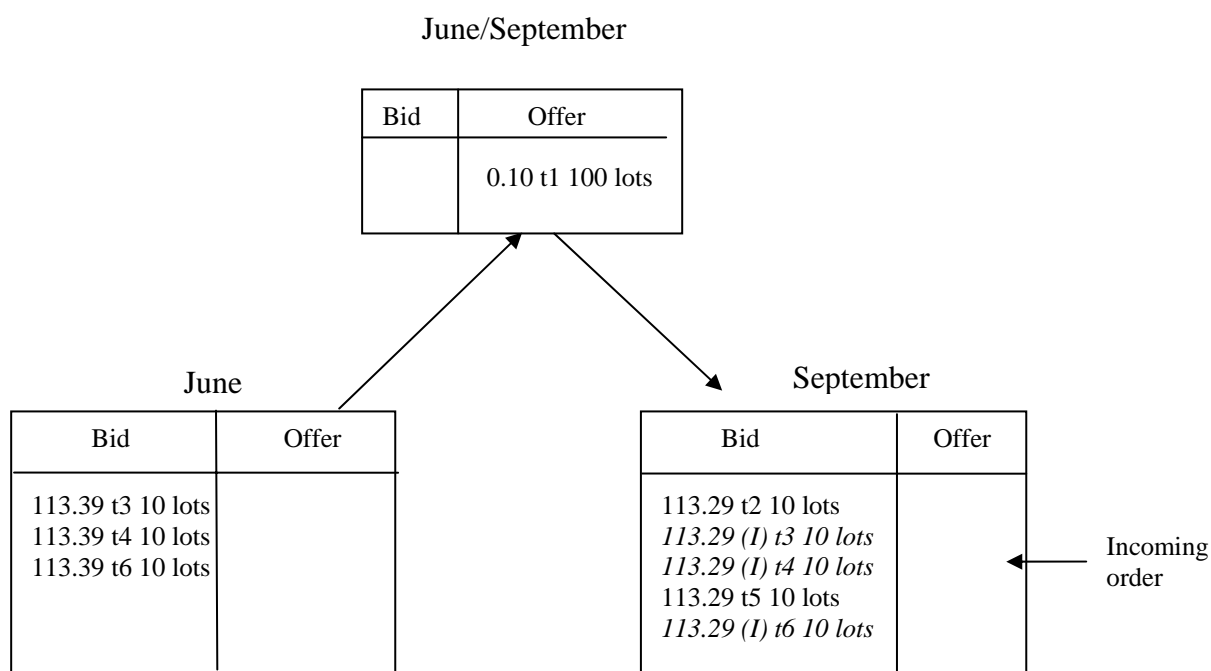 June/September
Bid Offer
0.10 t1 100 lots
June
Bid Offer
113.39 t3 10 lots
113.39 t4 10 lots
113.39 t6 10 lots
September
Bid Offer
113.29 t2 10 lots
113.29 (I) t3 10 lots
113.29 (I) t4 10 lots
113.29 t5 10 lots
113.29 (I) t6 10 lots
Incoming
order